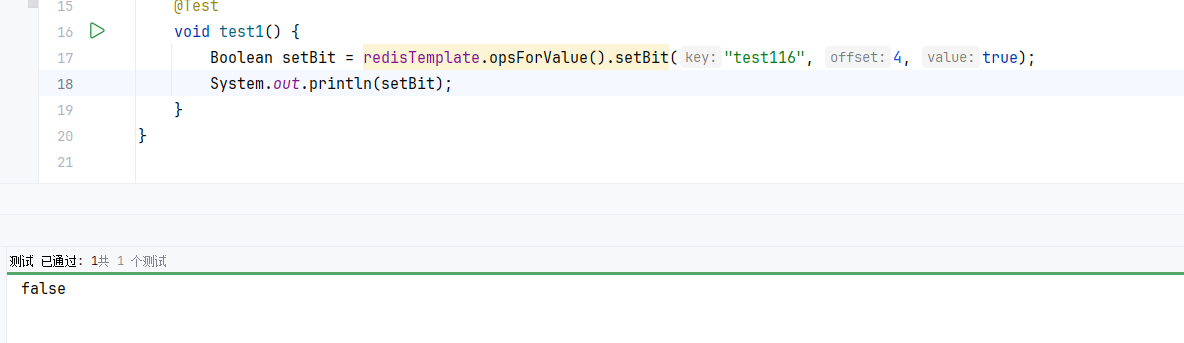 15 @Test
16 void test1() {
17 Boolean setBit = redisTemplate.opsForValue().setBit( key: "test116", offset: 4, value: true);
18 System.out.println(setBit);
19 }
20 }
21
测试 已通过: 1共 1 个测试
false